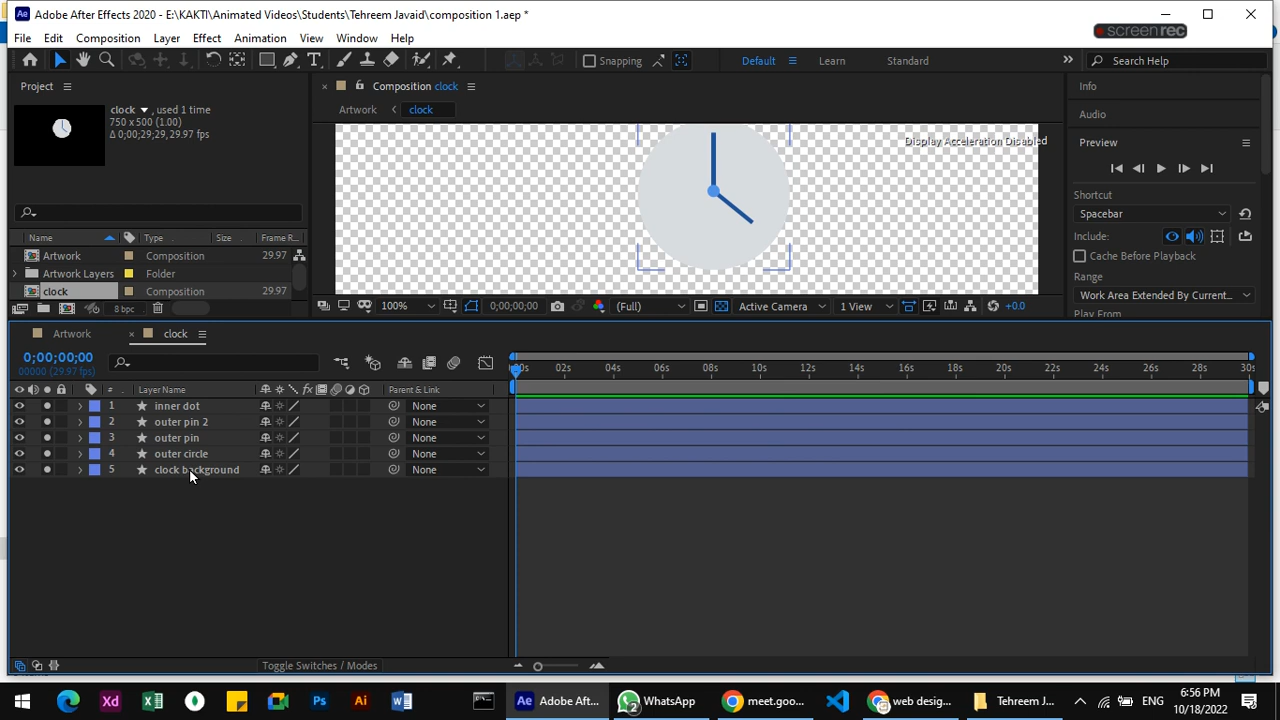 Adobe After Effects 2020 - E:\KAKTI\Animated Videos\Students\Tehreem Javaid\composition 1.aep *
File Edit Composition Layer Effect Animation View Window Help
screenrec
Snapping
Default Learn Standard
Search Help
Project
clock, used 1 time
750 x 500 (1.00)
Δ 0;00;29;29, 29.97 fps
Name Type Size Frame R...
Artwork Composition 29.97
Artwork Layers Folder
clock Composition 29.97
8 bpc
Composition clock
Artwork clock
Display Acceleration Disabled
100% 0;00;00;00 (Full) Active Camera 1 View +0.0
Info
Audio
Preview
Shortcut
Spacebar
Include:
Cache Before Playback
Range
Work Area Extended By Current...
Play From
Artwork clock
0;00;00;00
00000 (29.97 fps)
# Layer Name fx Parent & Link
00s 02s 04s 06s 08s 10s 12s 14s 16s 18s 20s 22s 24s 26s 28s 30s
1 inner dot None
2 outer pin 2 None
3 outer pin None
4 outer circle None
5 clock background None
Toggle Switches / Modes
Xd Ps Ai
Ae Adobe Aft...
2 WhatsApp
meet.goo...
web desig...
Tehreem J...
ENG
6:56 PM
10/18/2022